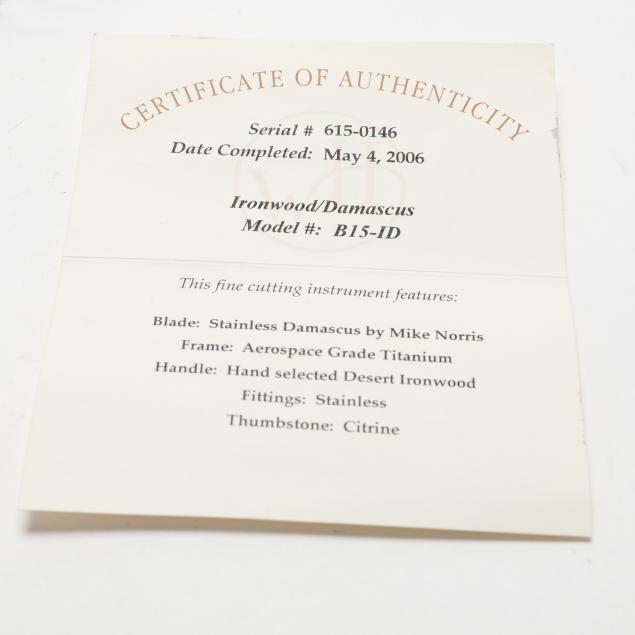 CERTIFICATE OF AUTHENTICITY
Serial # 615-0146
Date Completed: May 4, 2006
Ironwood/Damascus
Model #: B15-ID
This fine cutting instrument features:
Blade: Stainless Damascus by Mike Norris
Frame: Aerospace Grade Titanium
Handle: Hand selected Desert Ironwood
Fittings: Stainless
Thumbstone: Citrine